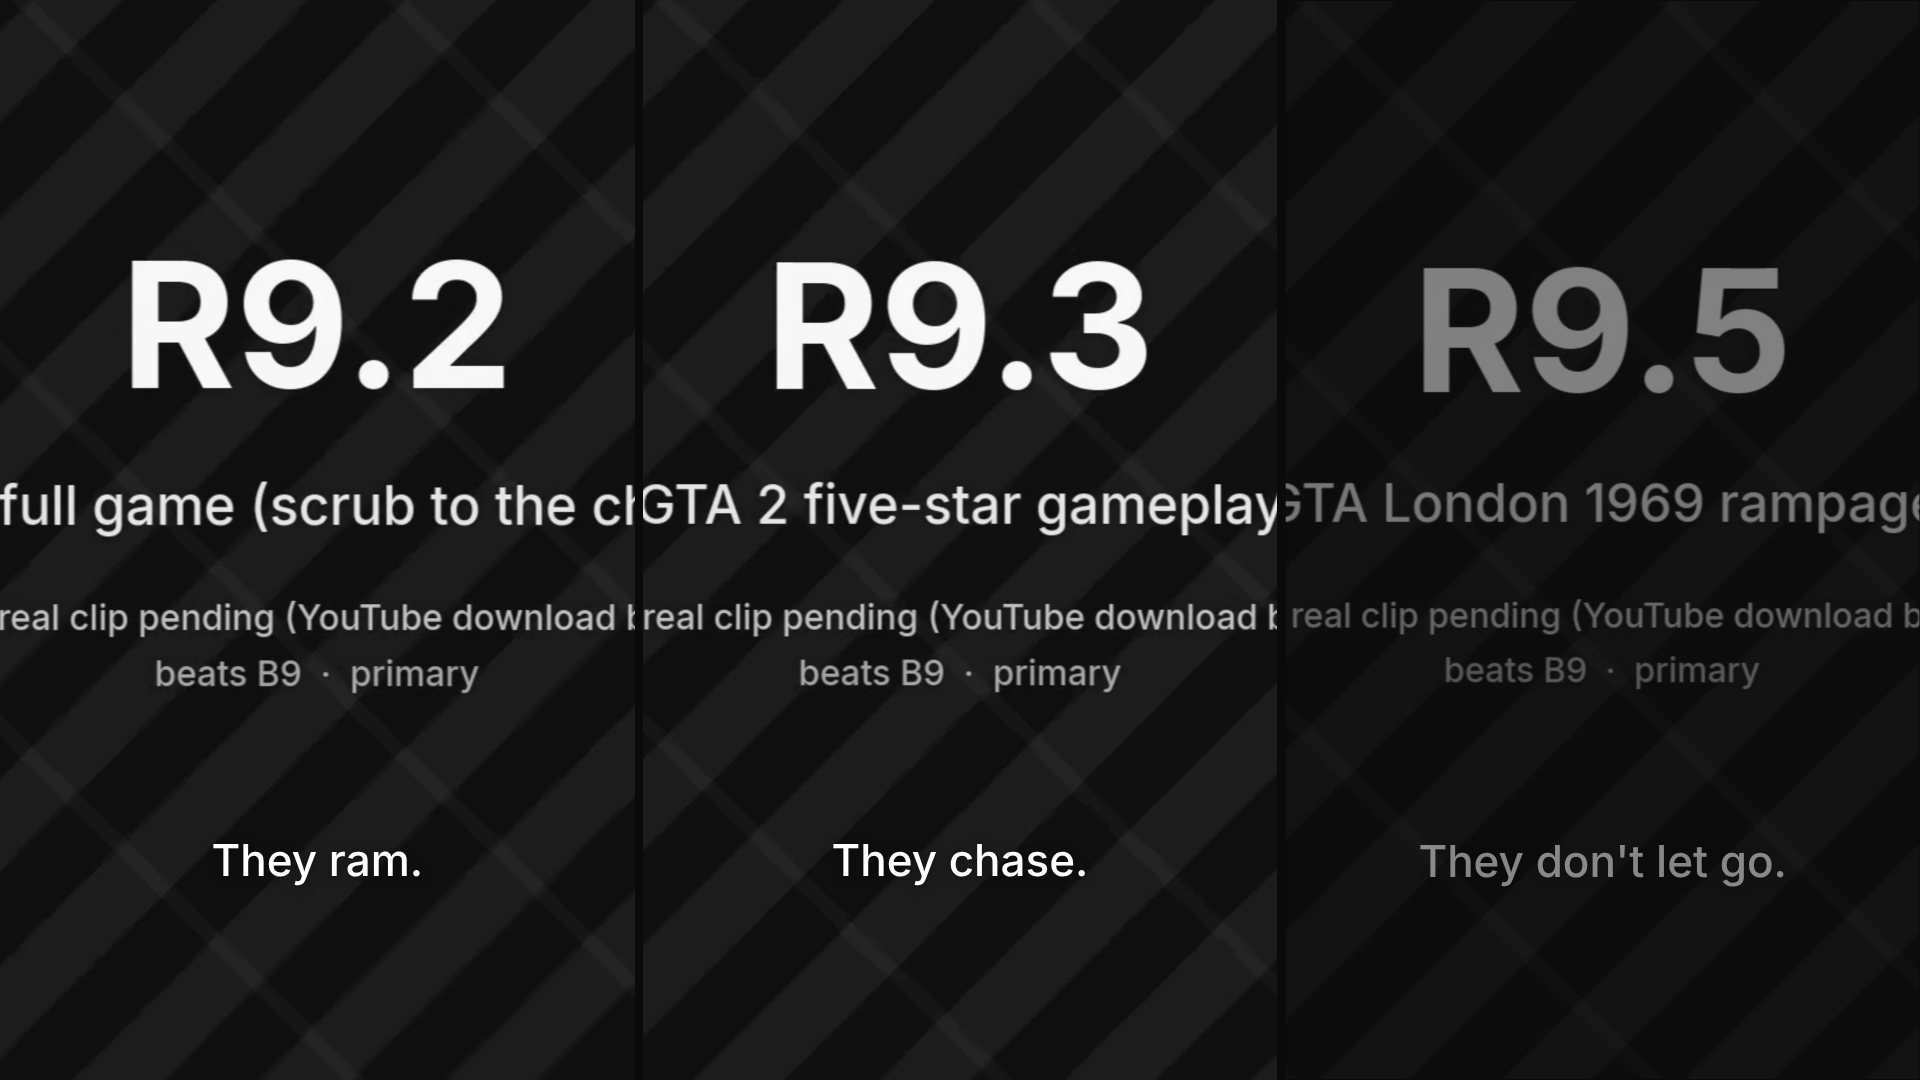 R9.2
full game (scrub to the
real clip pending (YouTube download
beats B9 · primary
They ram.
R9.3
GTA 2 five-star gameplay
real clip pending (YouTube download
beats B9 · primary
They chase.
R9.5
GTA London 1969 rampage
real clip pending (YouTube download
beats B9 · primary
They don't let go.